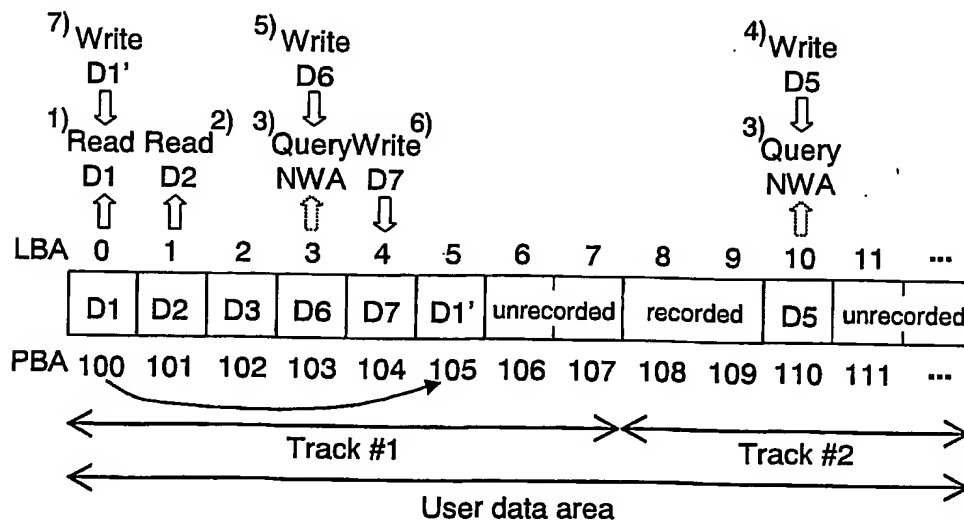 7) Write 5) Write 4) Write
D1' D6 D5
1) Read Read 2) 3) Query Write 6) 3) Query
D1 D2 NWA D7 NWA
LBA 0 1 2 3 4 5 6 7 8 9 10 11 ...
D1 D2 D3 D6 D7 D1' unrecorded recorded D5 unrecorded
PBA 100 101 102 103 104 105 106 107 108 109 110 111 ...
Track #1 Track #2
User data area